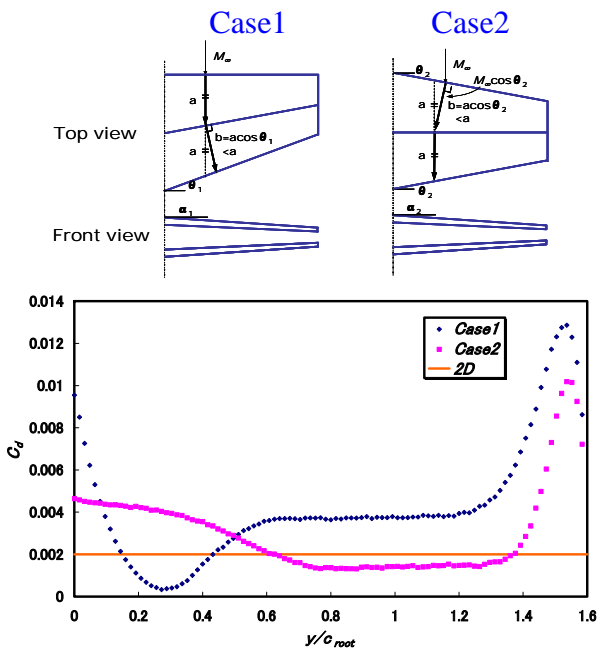 Case1
Case2
M∞
a
b=acosθ1
<a
a
θ1
θ2
M∞
M∞cosθ2
a
b=acosθ2
<a
a
θ2
Top view
α1
α2
Front view
0.014
0.012
0.01
0.008
0.006
0.004
0.002
0
Cd
Case1
Case2
2D
0
0.2
0.4
0.6
0.8
1
1.2
1.4
1.6
y/c root